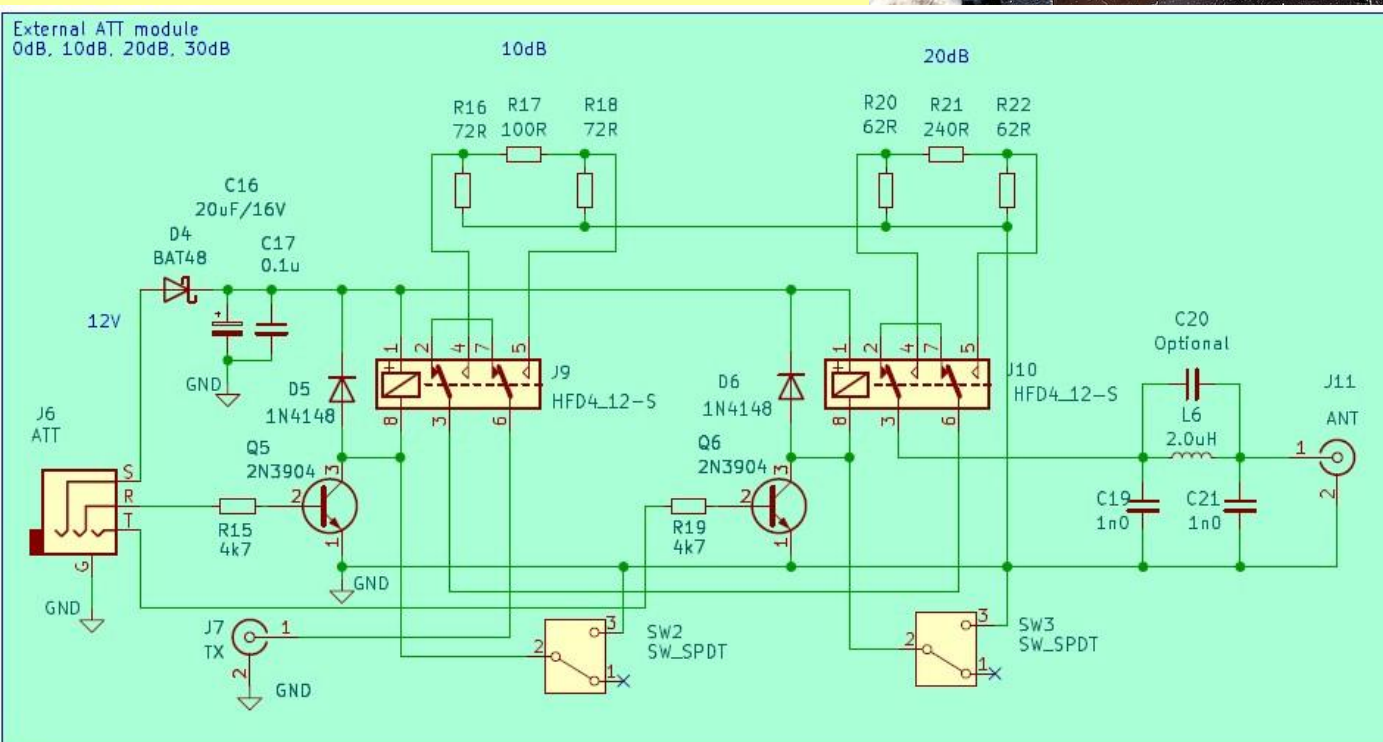 External ATT module
0dB, 10dB, 20dB, 30dB
10dB
20dB
R16 R17 R18
72R 100R 72R
R20 R21 R22
62R 240R 62R
C16
20uF/16V
D4
BAT48
C17
0.1u
+
12V
GND
1 2 4 7 5
+
J9
HFD4_12-S
8 3 6
D5
1N4148
1 2 4 7 5
+
J10
HFD4_12-S
8 3 6
D6
1N4148
C20
Optional
L6
2.0uH
J11
ANT
1
2
C19
1n0
C21
1n0
J6
ATT
S
R
T
G
GND
Q5
2N3904
3
2
1
R15
4k7
GND
Q6
2N3904
3
2
1
R19
4k7
J7
TX
1
2
GND
2
3
1
SW2
SW_SPDT
2
3
1
SW3
SW_SPDT